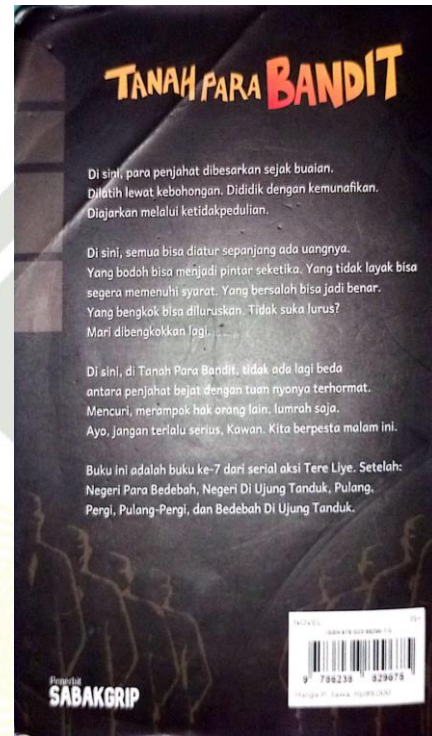 TANAH PARA BANDIT
Di sini, para penjahat dibesarkan sejak buaian.
Dilatih lewat kebohongan. Dididik dengan kemunafikan.
Diajarkan melalui ketidakpedulian.
Di sini, semua bisa diatur sepanjang ada uangnya.
Yang bodoh bisa menjadi pintar seketika. Yang tidak layak bisa
segera memenuhi syarat. Yang bersalah bisa jadi benar.
Yang bengkok bisa diluruskan. Tidak suka lurus?
Mari dibengkokkan lagi.
Di sini, di Tanah Para Bandit, tidak ada lagi beda
antara penjahat bejat dengan tuan nyonya terhormat.
Mencuri, merampok hak orang lain, lumrah saja.
Ayo, jangan terlalu serius, Kawan. Kita berpesta malam ini.
Buku ini adalah buku ke-7 dari serial aksi Tere Liye. Setelah:
Negeri Para Bedebah, Negeri Di Ujung Tanduk, Pulang,
Pergi, Pulang-Pergi, dan Bedebah Di Ujung Tanduk.
NOVEL
9 786238 829678
Harga P. Jawa,
Penerbit
SABAKGRIP